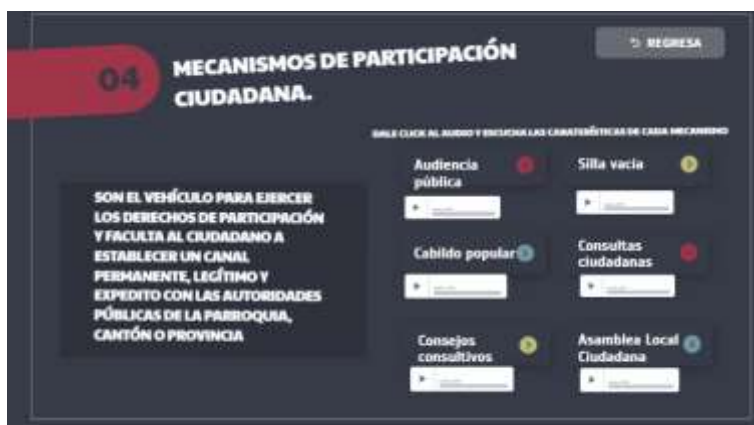 04
MECANISMOS DE PARTICIPACIÓN
CIUDADANA.
REGRESA
DALE CLICK AL AUDIO Y ESCUCHA LAS CARATERÍSTICAS DE CADA MECANISMO
SON EL VEHÍCULO PARA EJERCER
LOS DERECHOS DE PARTICIPACIÓN
Y FACULTA AL CIUDADANO A
ESTABLECER UN CANAL
PERMANENTE, LEGÍTIMO Y
EXPEDITO CON LAS AUTORIDADES
PÚBLICAS DE LA PARROQUIA,
CANTÓN O PROVINCIA
Audiencia
pública
Silla vacia
Cabildo popular
Consultas
ciudadanas
Consejos
consultivos
Asamblea Local
Ciudadana